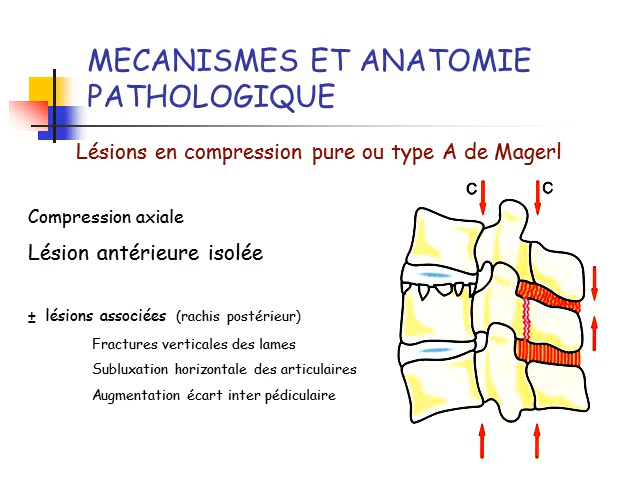 MECANISMES ET ANATOMIE
PATHOLOGIQUE
Lésions en compression pure ou type A de Magerl
C
C
Compression axiale
Lésion antérieure isolée
± lésions associées (rachis postérieur)
Fractures verticales des lames
Subluxation horizontale des articulaires
Augmentation écart inter pédiculaire